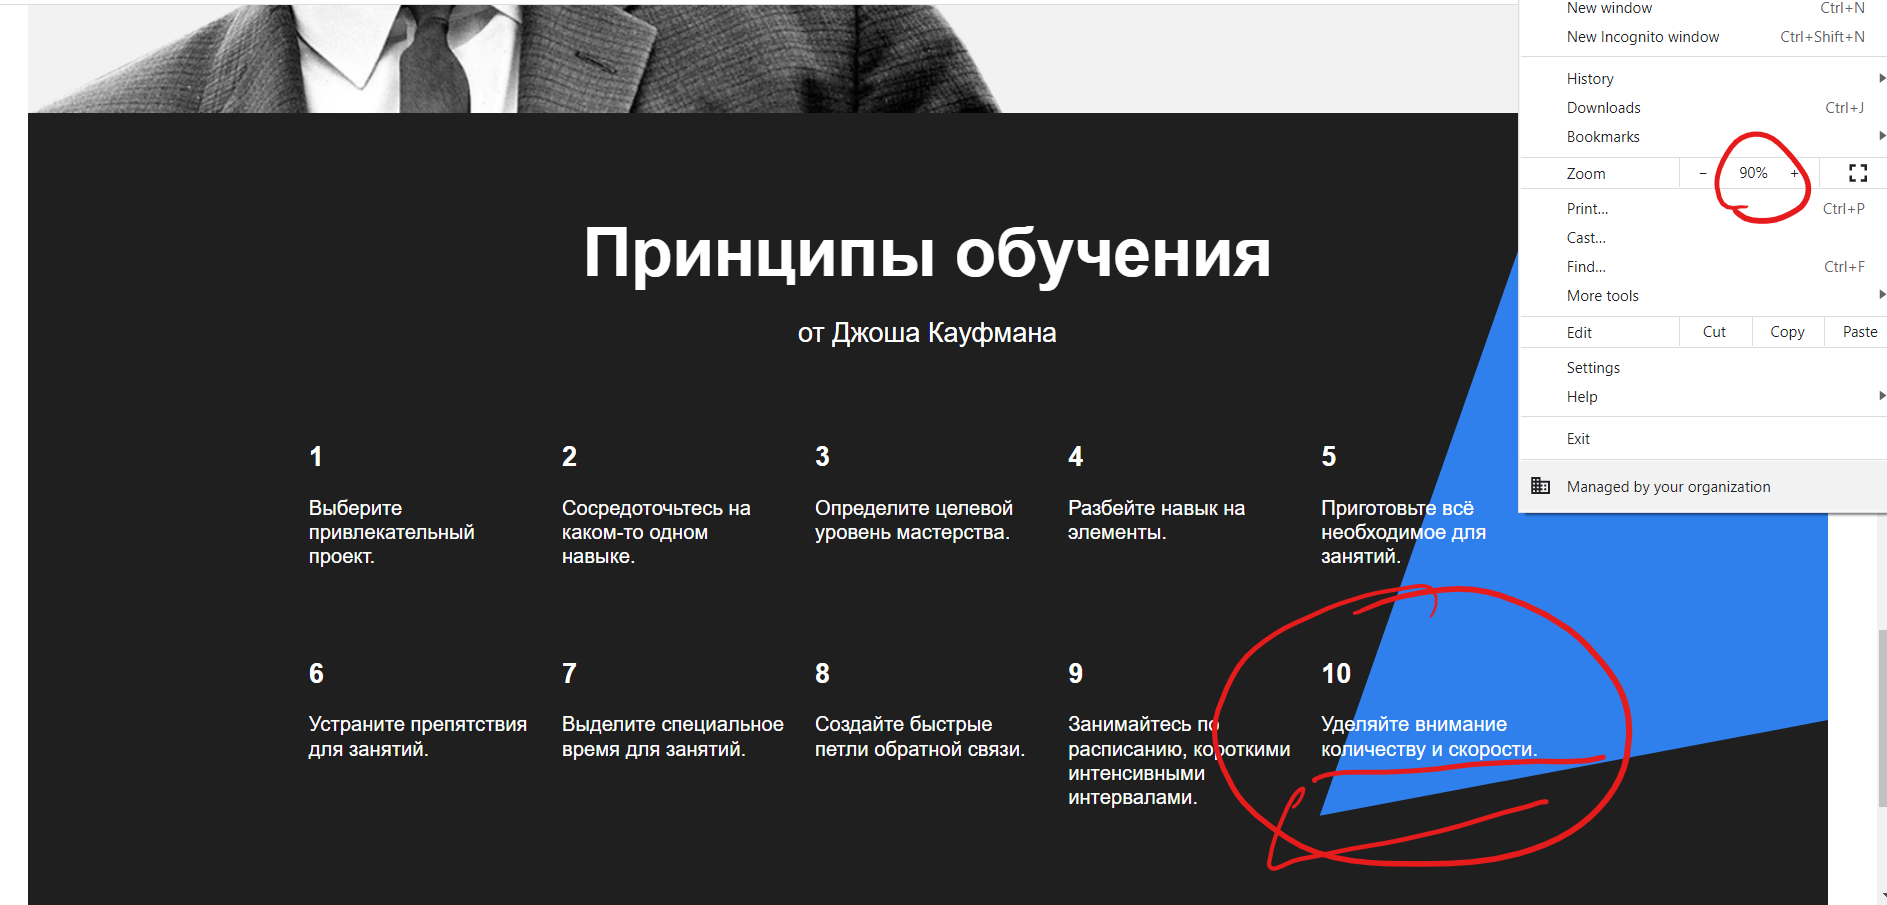 New window Ctrl+N
New Incognito window Ctrl+Shift+N
History
Downloads Ctrl+J
Bookmarks
Zoom - 90% +
Print... Ctrl+P
Cast...
Find... Ctrl+F
More tools
Edit Cut Copy Paste
Settings
Help
Exit
Managed by your organization
Принципы обучения
от Джоша Кауфмана
1
Выберите
привлекательный
проект.
2
Сосредоточьтесь на
каком-то одном
навыке.
3
Определите целевой
уровень мастерства.
4
Разбейте навык на
элементы.
5
Приготовьте всё
необходимое для
занятий.
6
Устраните препятствия
для занятий.
7
Выделите специальное
время для занятий.
8
Создайте быстрые
петли обратной связи.
9
Занимайтесь по
расписанию, короткими
интенсивными
интервалами.
10
Уделяйте внимание
количеству и скорости.